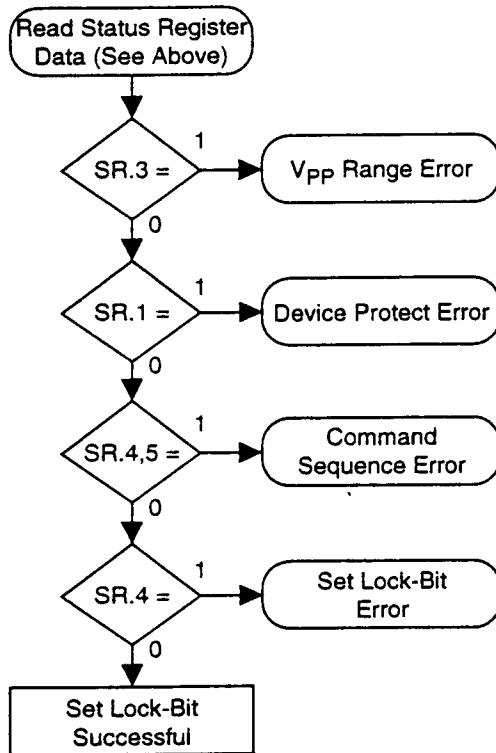 Read Status Register
Data (See Above)
SR.3 =
1
VPP Range Error
0
SR.1 =
1
Device Protect Error
0
SR.4,5 =
1
Command
Sequence Error
0
SR.4 =
1
Set Lock-Bit
Error
0
Set Lock-Bit
Successful